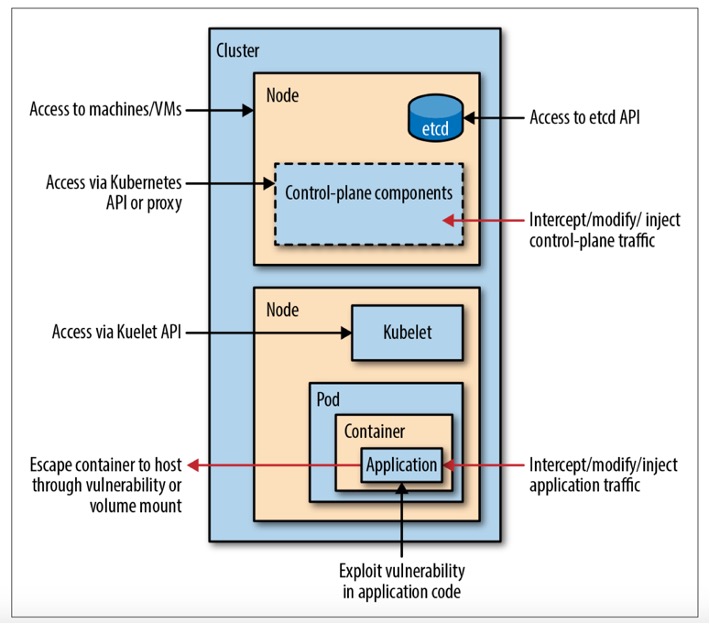 Cluster
Node
Access to machines/VMs
etcd
Access to etcd API
Access via Kubernetes
API or proxy
Control-plane components
Intercept/modify/ inject
control-plane traffic
Node
Access via Kuelet API
Kubelet
Pod
Container
Application
Escape container to host
through vulnerability or
volume mount
Intercept/modify/inject
application traffic
Exploit vulnerability
in application code